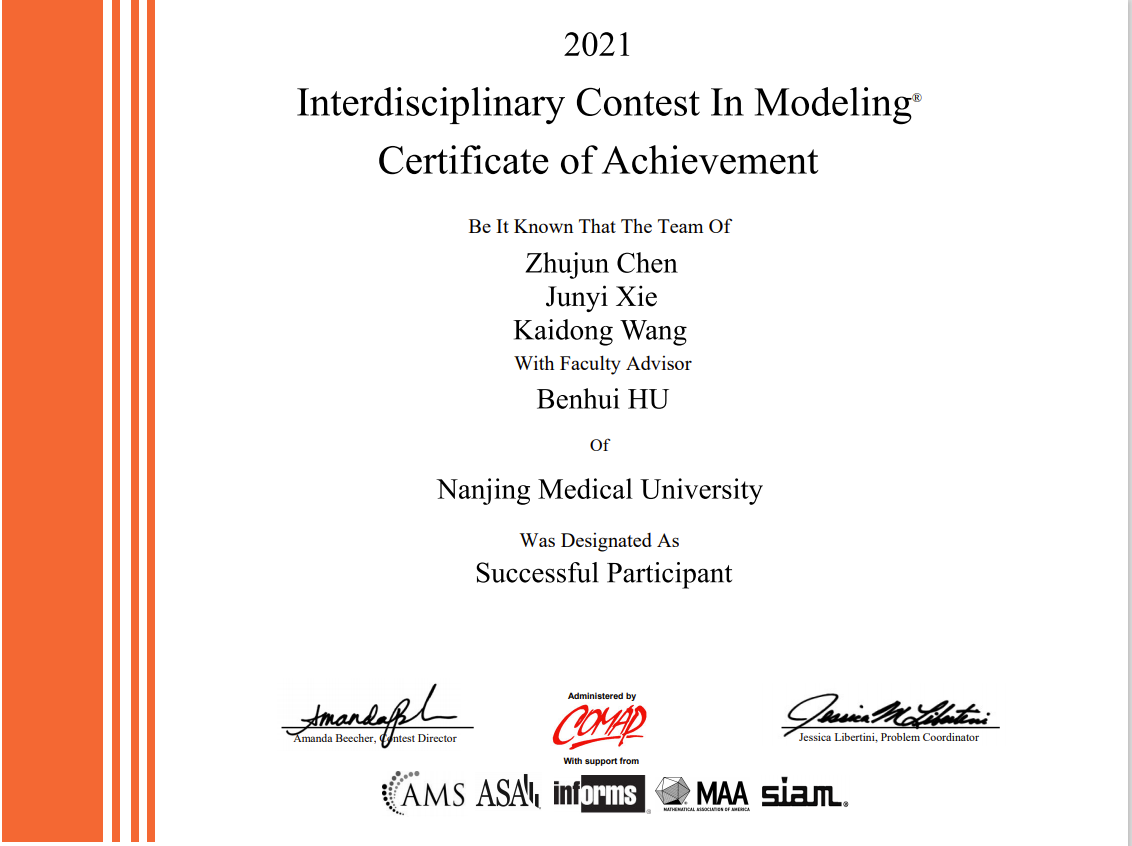 2021
Interdisciplinary Contest In Modeling®
Certificate of Achievement
Be It Known That The Team Of
Zhujun Chen
Junyi Xie
Kaidong Wang
With Faculty Advisor
Benhui HU
Of
Nanjing Medical University
Was Designated As
Successful Participant
Amanda Beecher, Contest Director
Administered by
COMAP
Jessica M Libertini
Jessica Libertini, Problem Coordinator
With support from
AMS ASA informs® MAA siam®
MATHEMATICAL ASSOCIATION OF AMERICA